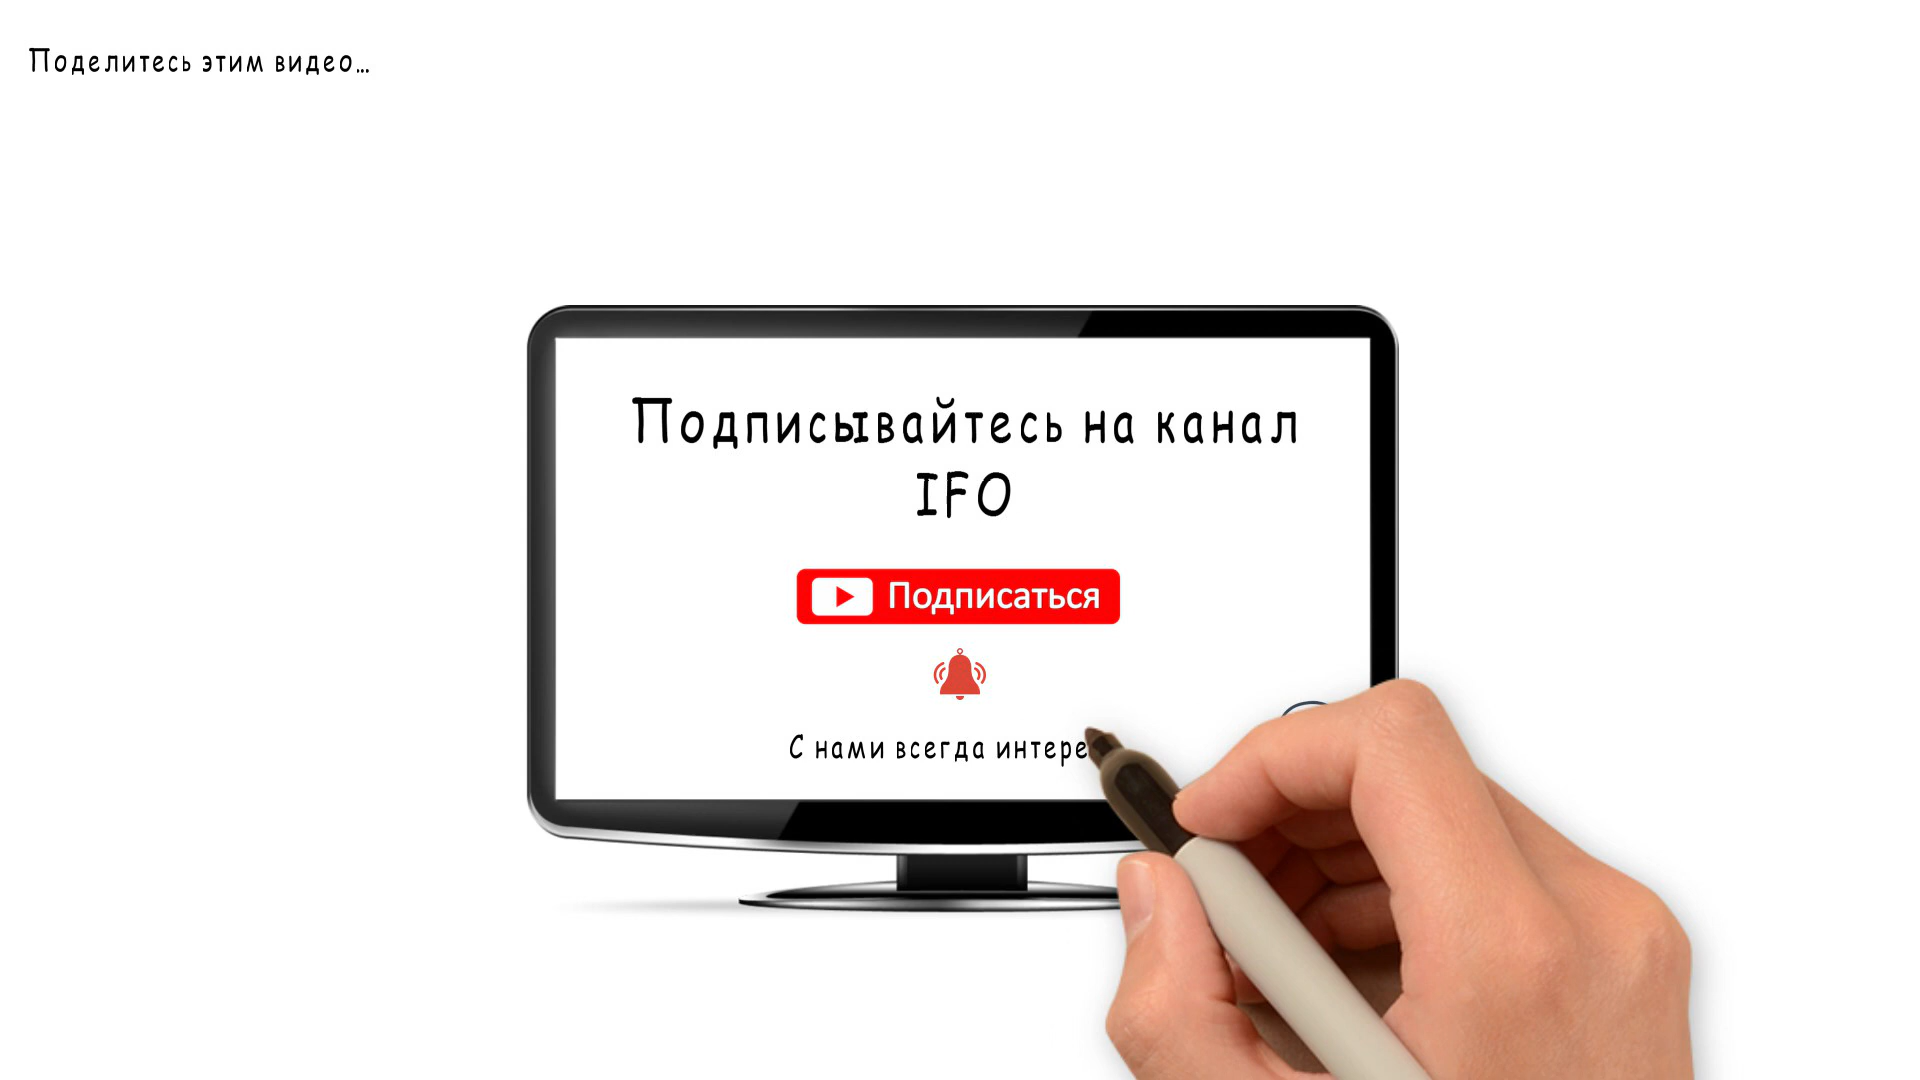 Поделитесь этим видео...
Подписывайтесь на канал
IFO
Подписаться
С нами всегда интере